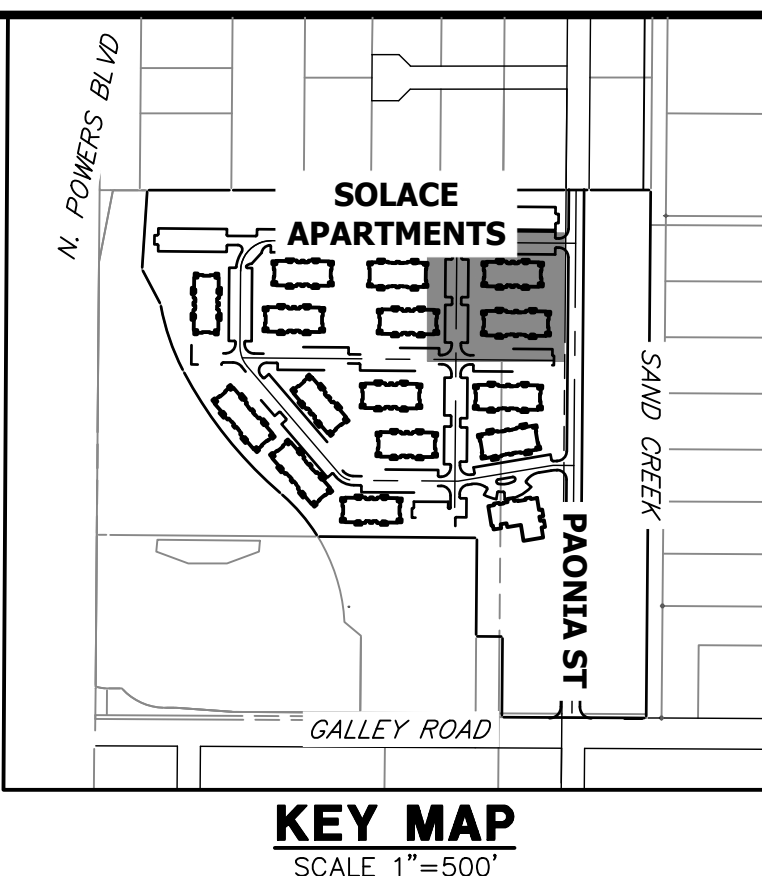 N. POWERS BLVD
SOLACE
APARTMENTS
SAND CREEK
PAONIA ST
GALLEY ROAD
KEY MAP
SCALE 1"=500'